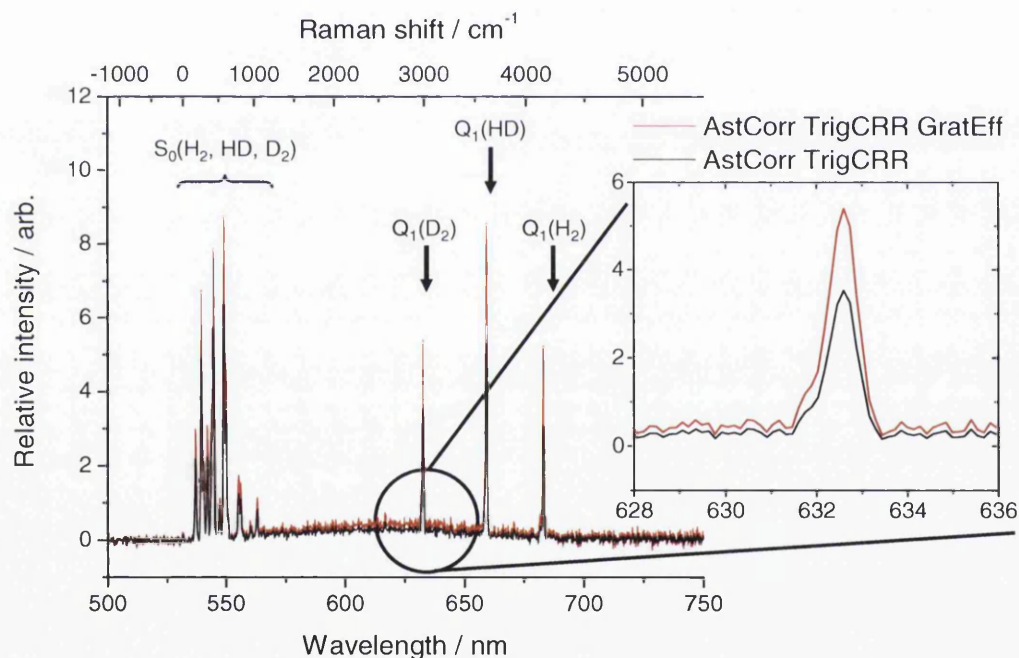 Raman shift / cm⁻¹
-1000 0 1000 2000 3000 4000 5000
12
10
8
6
4
2
0
Relative intensity / arb.
S₀(H₂, HD, D₂)
Q₁(HD)
Q₁(D₂)
Q₁(H₂)
AstCorr TrigCRR GratEff
AstCorr TrigCRR
6
4
2
0
628 630 632 634 636
500 550 600 650 700 750
Wavelength / nm